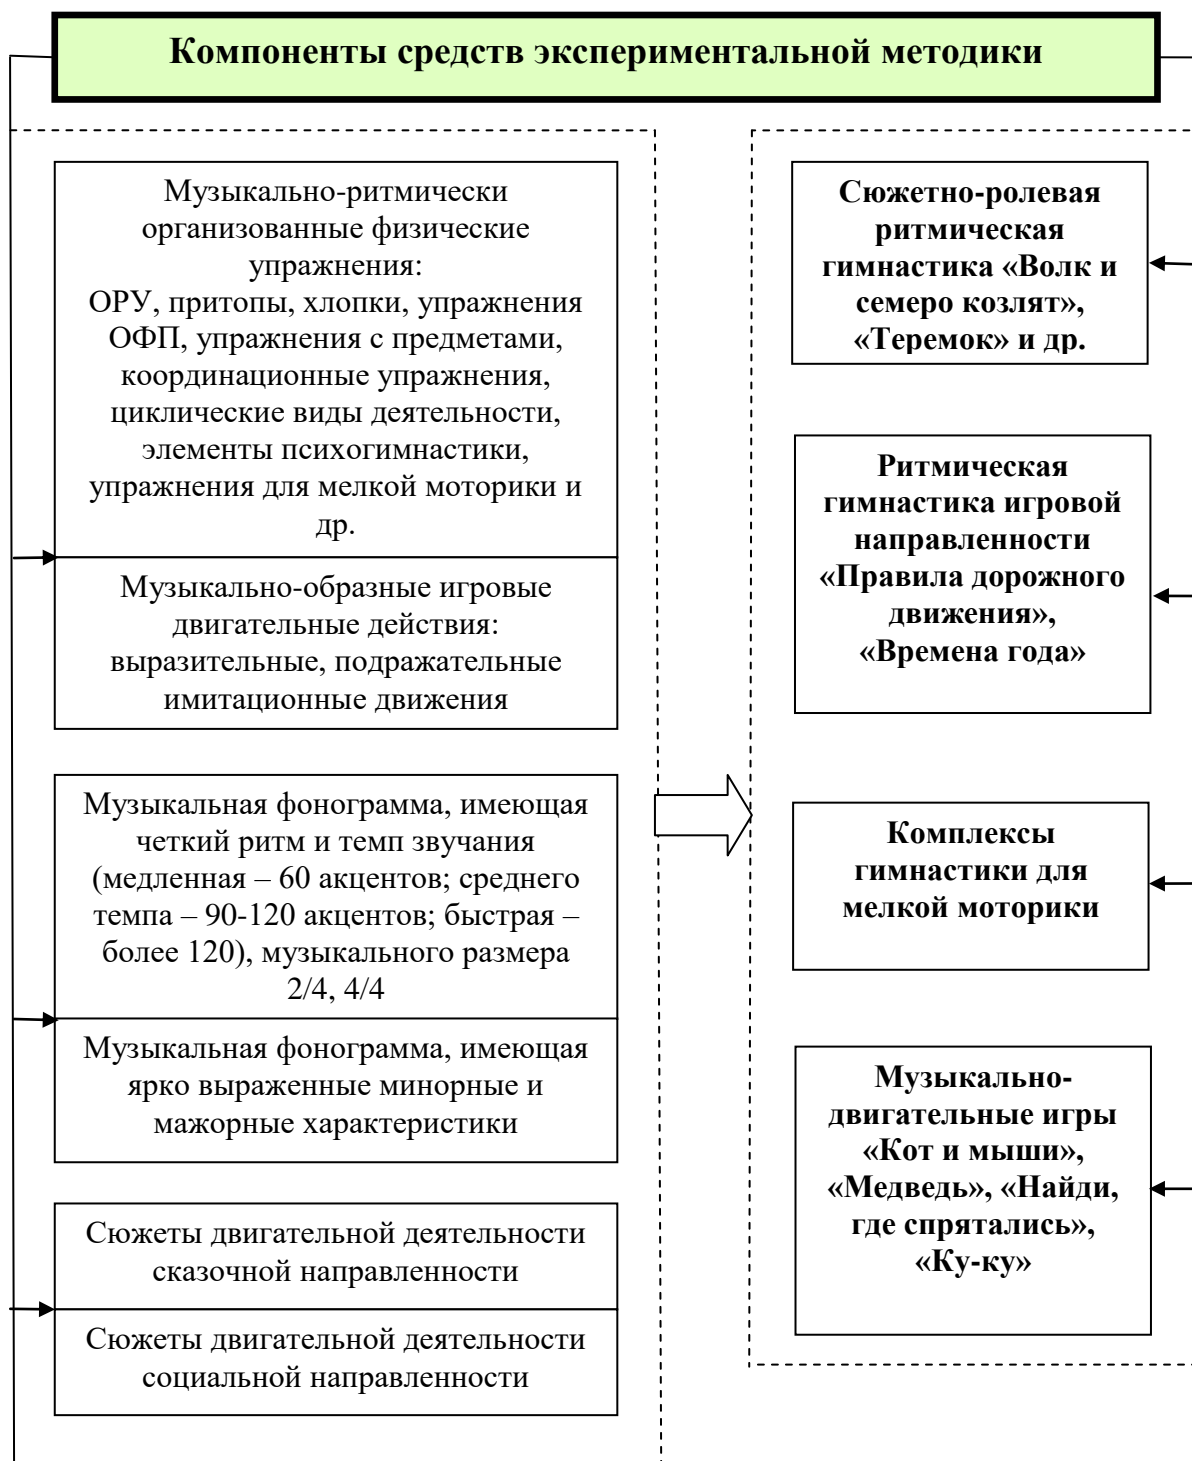 Компоненты средств экспериментальной методики
Музыкально-ритмически
организованные физические
упражнения:
ОРУ, притопы, хлопки, упражнения
ОФП, упражнения с предметами,
координационные упражнения,
циклические виды деятельности,
элементы психогимнастики,
упражнения для мелкой моторики и
др.
Музыкально-образные игровые
двигательные действия:
выразительные, подражательные
имитационные движения
Музыкальная фонограмма, имеющая
четкий ритм и темп звучания
(медленная – 60 акцентов; среднего
темпа – 90-120 акцентов; быстрая –
более 120), музыкального размера
2/4, 4/4
Музыкальная фонограмма, имеющая
ярко выраженные минорные и
мажорные характеристики
Сюжеты двигательной деятельности
сказочной направленности
Сюжеты двигательной деятельности
социальной направленности
Сюжетно-ролевая
ритмическая
гимнастика «Волк и
семеро козлят»,
«Теремок» и др.
Ритмическая
гимнастика игровой
направленности
«Правила дорожного
движения»,
«Времена года»
Комплексы
гимнастики для
мелкой моторики
Музыкально-
двигательные игры
«Кот и мыши»,
«Медведь», «Найди,
где спрятались»,
«Ку-ку»